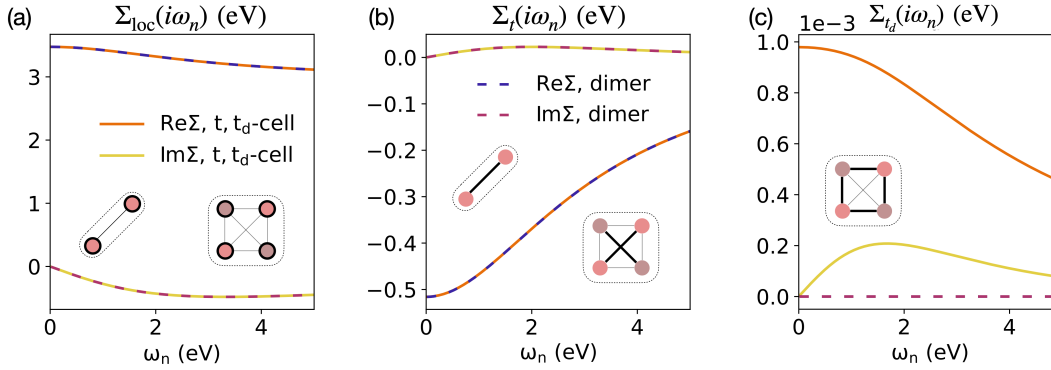 (a)
Σloc(iωn) (eV)
3
2
1
0
ReΣ, t, td-cell
ImΣ, t, td-cell
0
2
4
ωn (eV)
(b)
Σt(iωn) (eV)
0.0
−0.1
−0.2
−0.3
−0.4
−0.5
ReΣ, dimer
ImΣ, dimer
0
2
4
ωn (eV)
(c)
1e−3
Σtd(iωn) (eV)
1.0
0.8
0.6
0.4
0.2
0.0
0
2
4
ωn (eV)